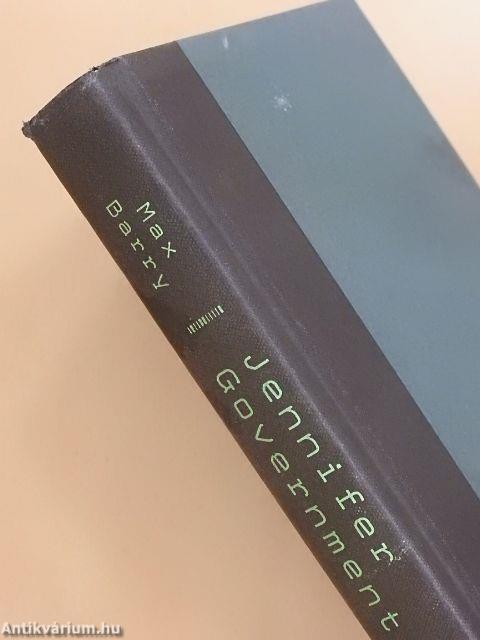 Max
Barry
Jennifer
Government
Antikvárium.hu